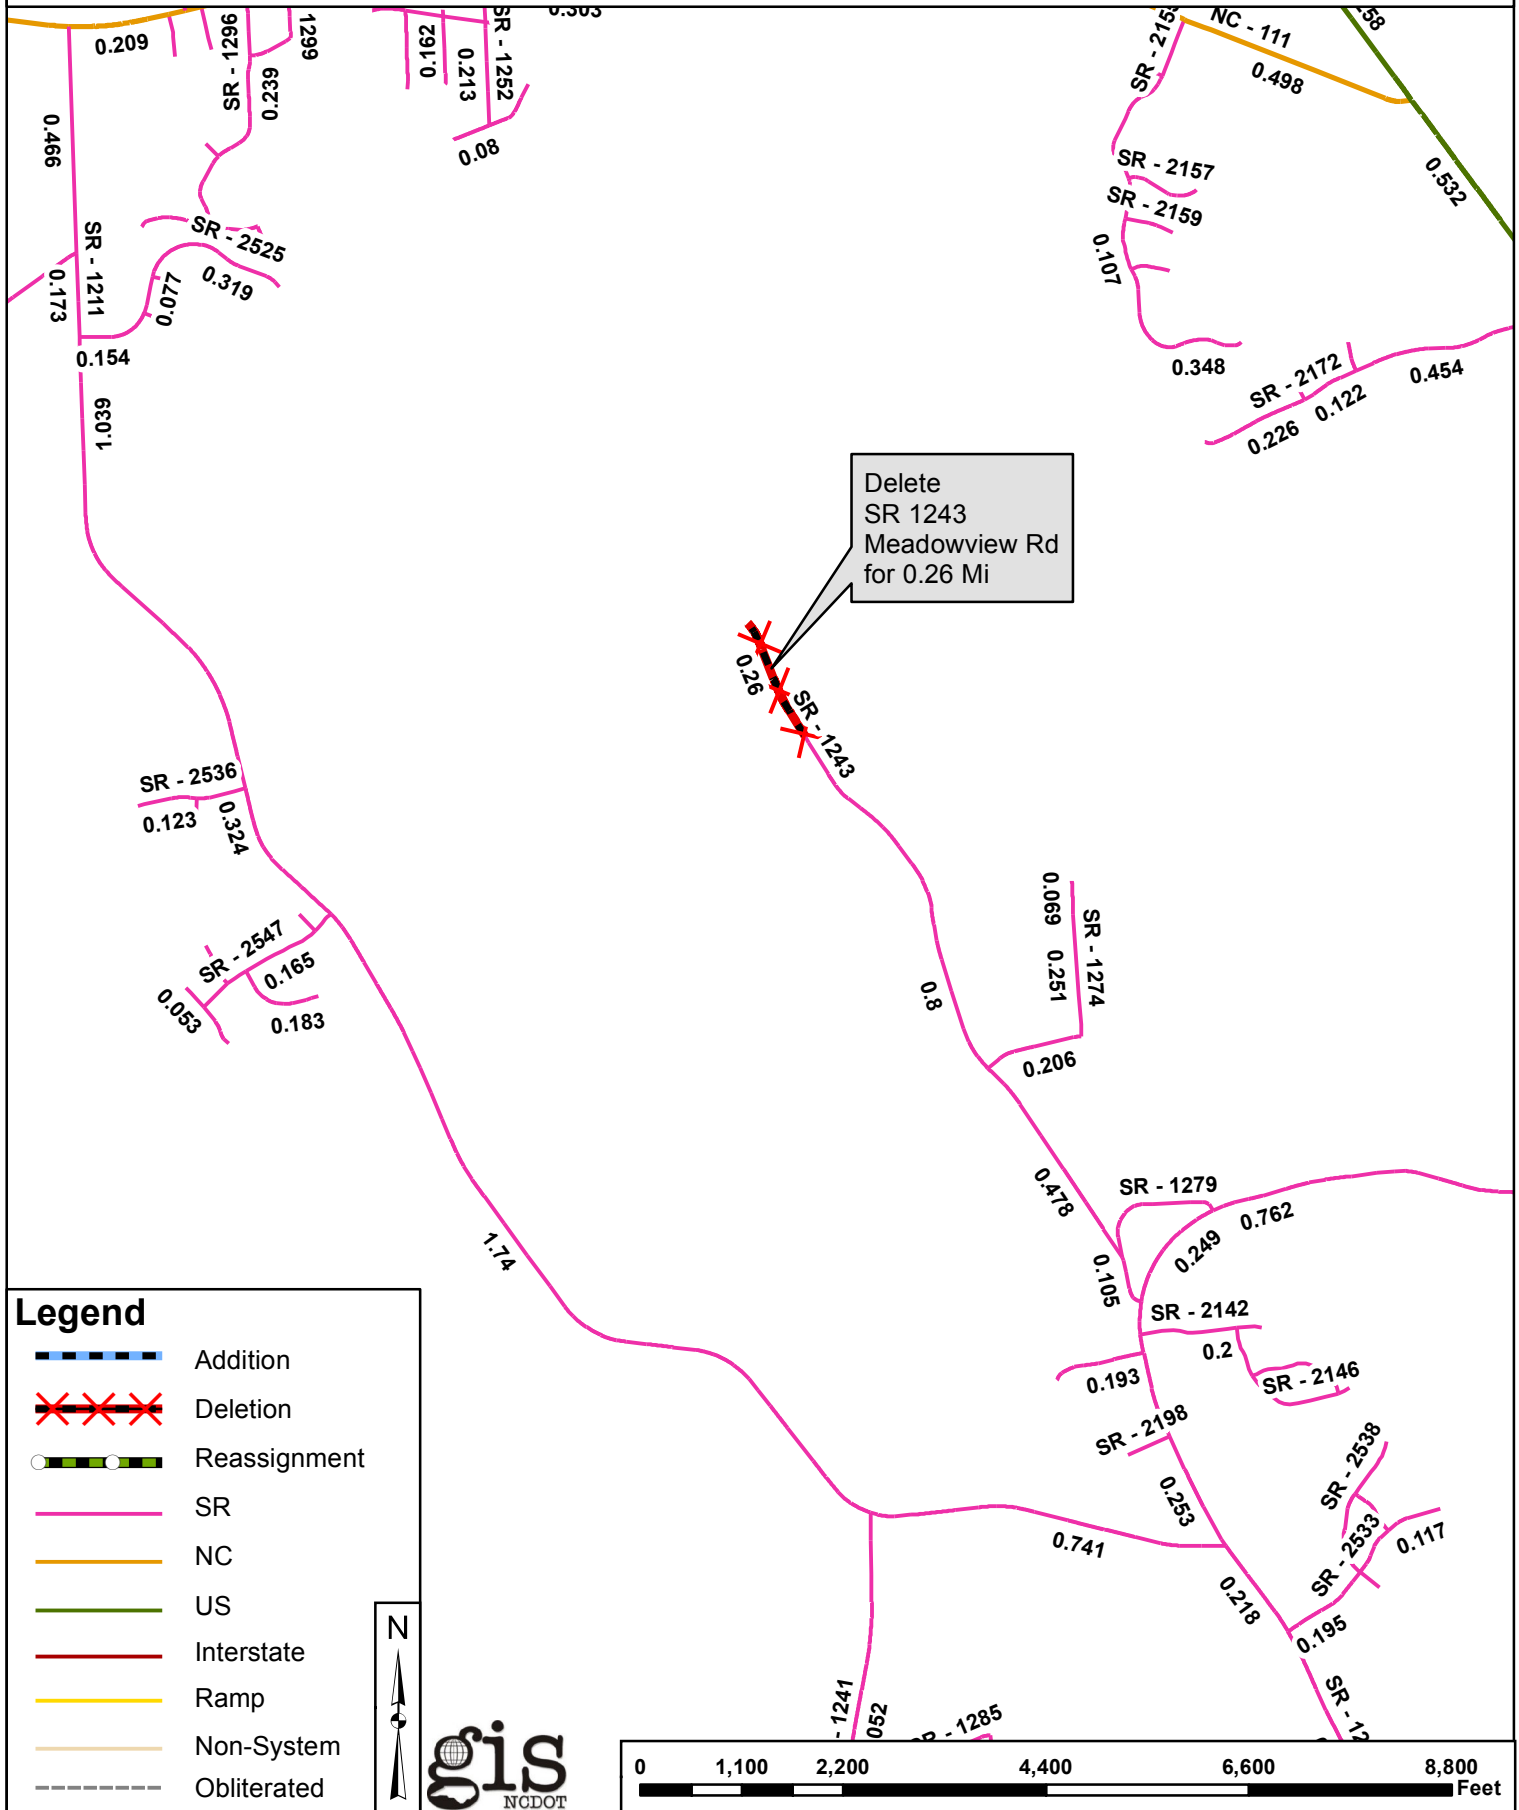 0.209
SR - 1296
0.239
1299
0.162
0.213
SR - 1252
0.303
0.08
NC - 111
0.498
0.532
0.466
SR - 1211
0.173
SR - 2525
0.319
0.077
0.154
1.039
SR - 2157
SR - 2159
0.107
0.348
SR - 2172
0.122
0.226
0.454
Delete
SR 1243
Meadowview Rd
for 0.26 Mi
0.26
SR - 1243
SR - 2536
0.123
0.324
SR - 2547
0.165
0.053
0.183
0.069
0.251
SR - 1274
0.8
0.206
0.478
SR - 1279
0.762
0.249
0.105
1.74
SR - 2142
0.2
0.193
SR - 2146
SR - 2198
0.253
SR - 2538
SR - 2533
0.117
0.741
0.218
0.195
SR - 12
- 1241
052
- 1285
Legend
Addition
Deletion
Reassignment
SR
NC
US
Interstate
Ramp
Non-System
Obliterated
N
gis
NCDOT
0 1,100 2,200 4,400 6,600 8,800
Feet